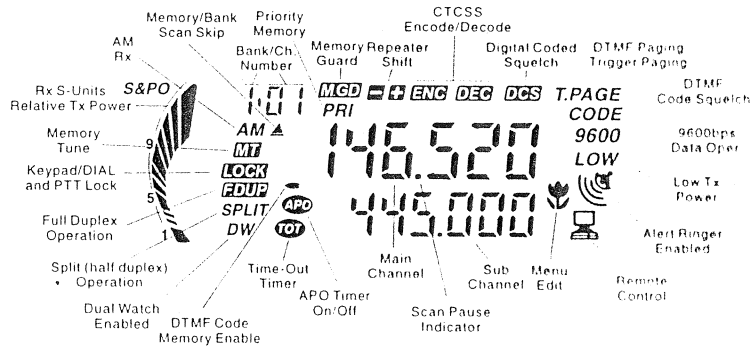 Memory/Bank
Scan Skip
Priority
Memory
CTCSS
Encode/Decode
AM
Rx
Bank/Ch.
Number
Memory
Guard
Repeater
Shift
Digital Coded
Squelch
DTMF Paging
Trigger Paging
S&PO
1·01
MGD
- +
ENC
DEC
DCS
T.PAGE
PRI
CODE
Rx S-Units
Relative Tx Power
DTMF
Code Squelch
AM
146.520
9600
Memory
Tune
9
MT
LOW
9600bps
Data Oper.
Keypad/DIAL
and PTT Lock
LOCK
F.DUP
Low Tx
Power
5
445.000
Full Duplex
Operation
SPLIT
APO
1
DW
TOT
Alert Ringer
Enabled
Split (half duplex)
Operation
Time-Out
Timer
Main
Channel
Sub
Channel
Menu
Edit
Remote
Control
Dual Watch
Enabled
DTMF Code
Memory Enable
APO Timer
On/Off
Scan Pause
Indicator